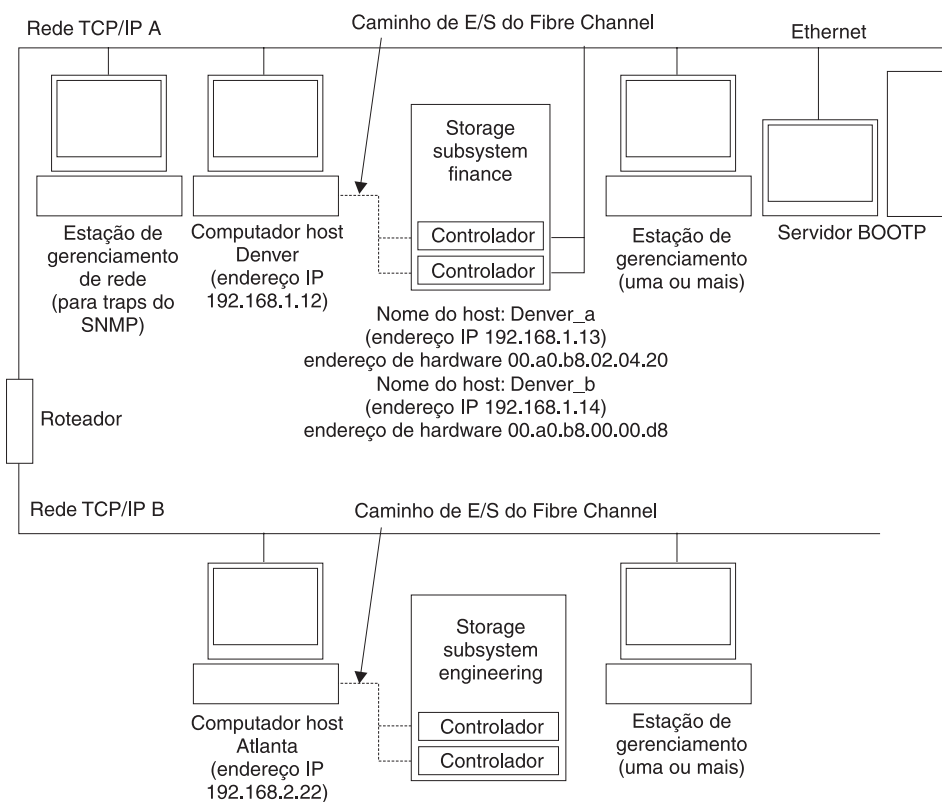 Rede TCP/IP A
Caminho de E/S do Fibre Channel
Ethernet
Storage
subsystem
finance
Controlador
Controlador
Estação de
gerenciamento
de rede
(para traps do
SNMP)
Computador host
Denver
(endereço IP
192.168.1.12)
Estação de
gerenciamento
(uma ou mais)
Servidor BOOTP
Nome do host: Denver_a
(endereço IP 192.168.1.13)
endereço de hardware 00.a0.b8.02.04.20
Nome do host: Denver_b
(endereço IP 192.168.1.14)
endereço de hardware 00.a0.b8.00.00.d8
Roteador
Rede TCP/IP B
Caminho de E/S do Fibre Channel
Storage
subsystem
engineering
Controlador
Controlador
Computador host
Atlanta
(endereço IP
192.168.2.22)
Estação de
gerenciamento
(uma ou mais)